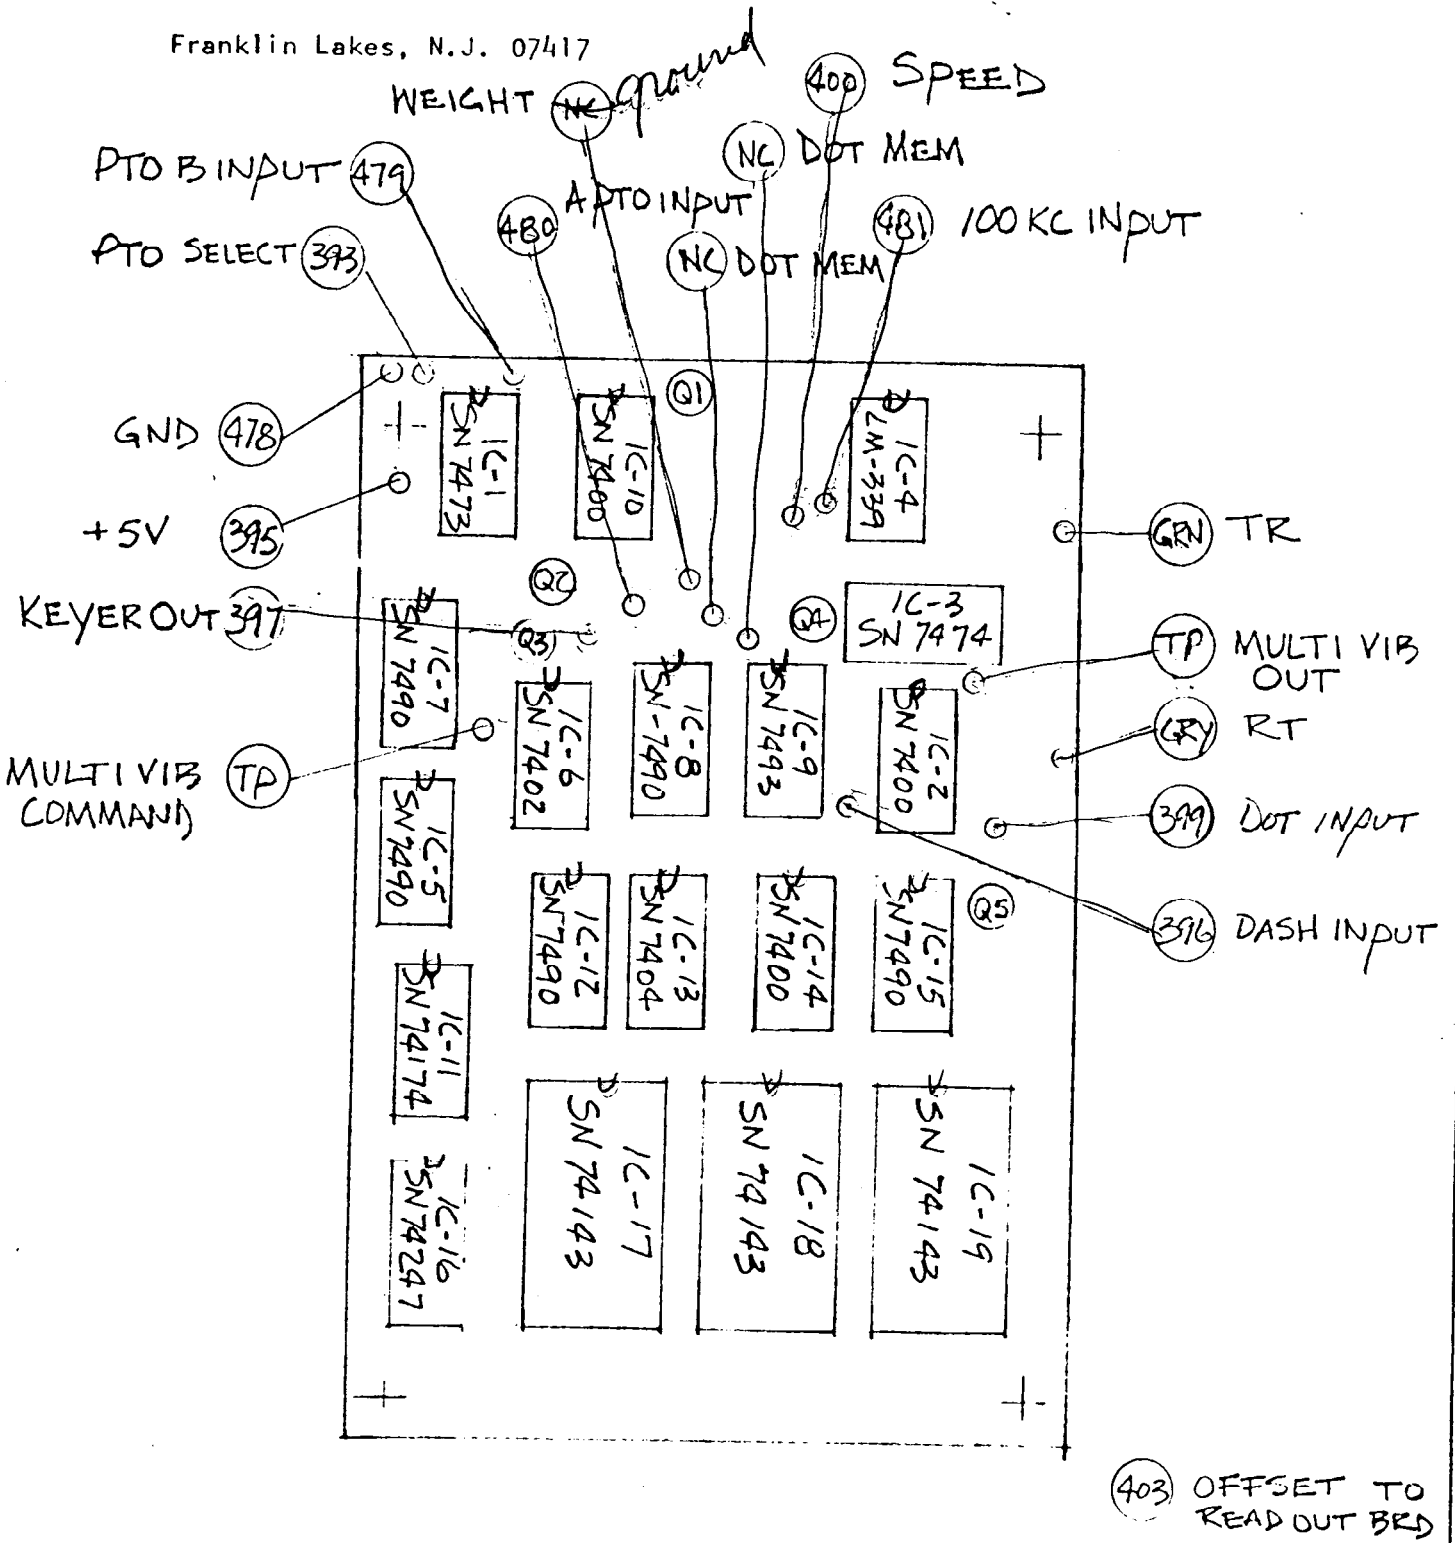 Franklin Lakes, N.J. 07417
WEIGHT NC ground
400 SPEED
NC DOT MEM
PTO B INPUT 479
480 A PTO INPUT
481 100 KC INPUT
PTO SELECT 393
NC DOT MEM
Q1
GND 478
IC-1
SN 7473
IC-10
SN 7400
IC-4
LM-339
+5V 395
GRN TR
Q2
KEYER OUT 397
Q3
Q4
IC-3
SN 7474
TP MULTI VIB
OUT
IC-7
SN 7490
IC-6
SN 7402
IC-8
SN-7490
IC-9
SN 7493
IC-2
SN 7400
GRY RT
MULTI VIB
COMMAND
TP
399 DOT INPUT
IC-5
SN 7490
IC-12
SN 7490
IC-13
SN 7404
IC-14
SN 7400
IC-15
SN 7490
Q5
396 DASH INPUT
IC-11
SN 74174
IC-16
SN 74247
IC-17
SN 74143
IC-18
SN 74143
IC-19
SN 74143
403 OFFSET TO
READ OUT BRD